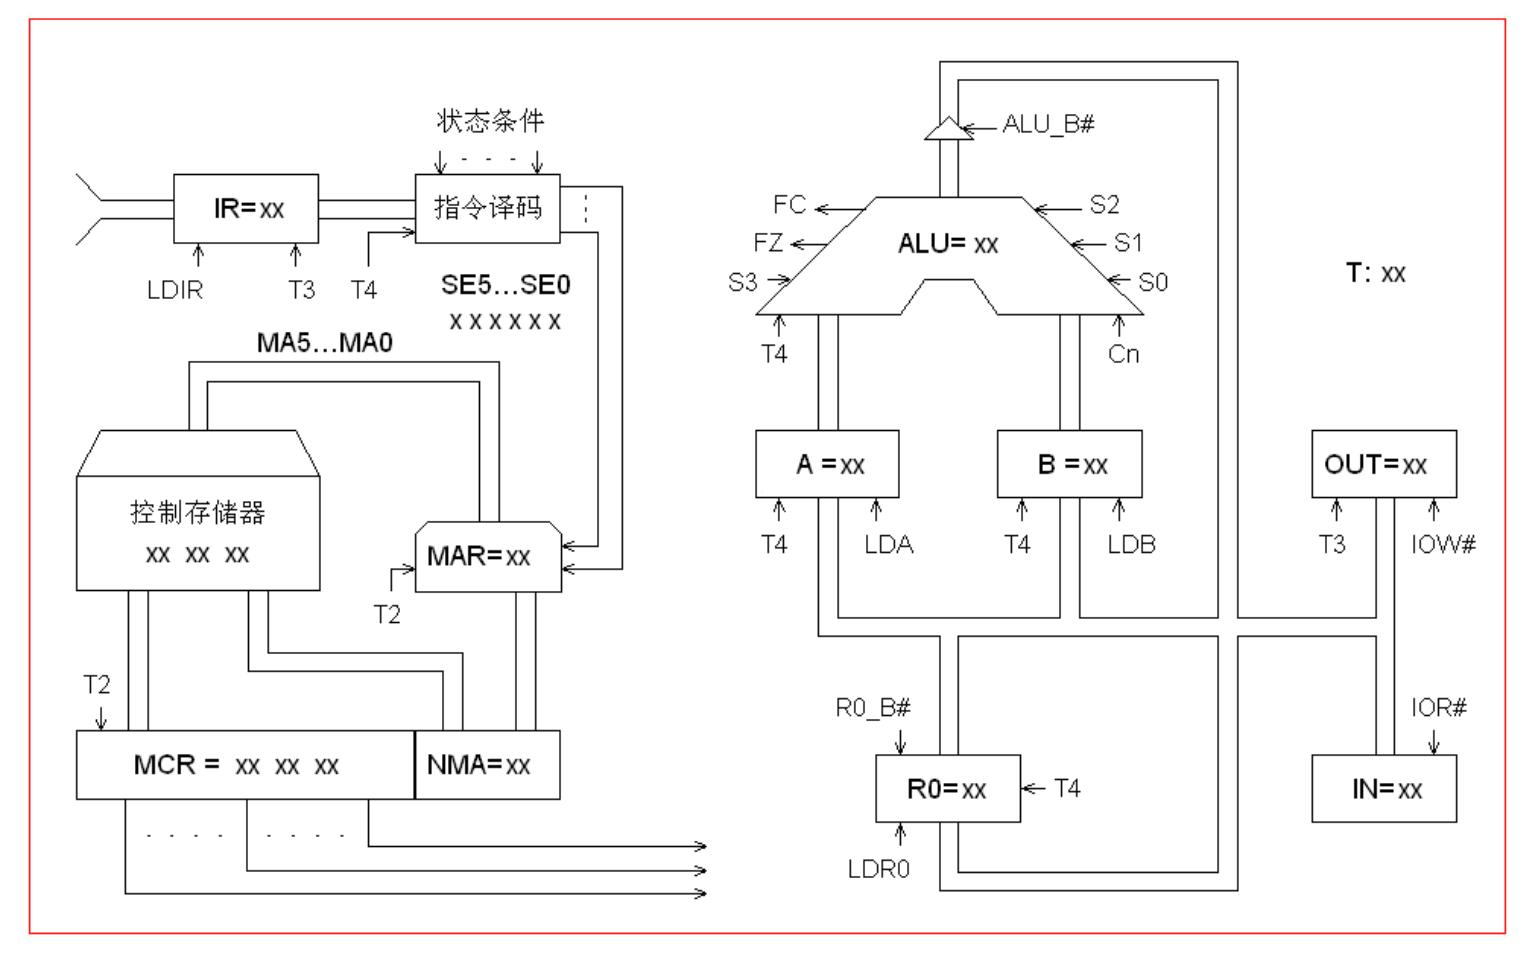 状态条件
IR=xx
指令译码
LDIR
T3
T4
SE5...SE0
x x x x x x
MA5...MA0
控制存储器
xx xx xx
MAR=xx
T2
T2
MCR = xx xx xx
NMA=xx
ALU_B#
FC
S2
ALU= xx
FZ
S1
S3
S0
T: xx
T4
Cn
A =xx
B =xx
OUT=xx
T4
LDA
T4
LDB
T3
IOW#
R0_B#
IOR#
R0=xx
T4
IN=xx
LDR0